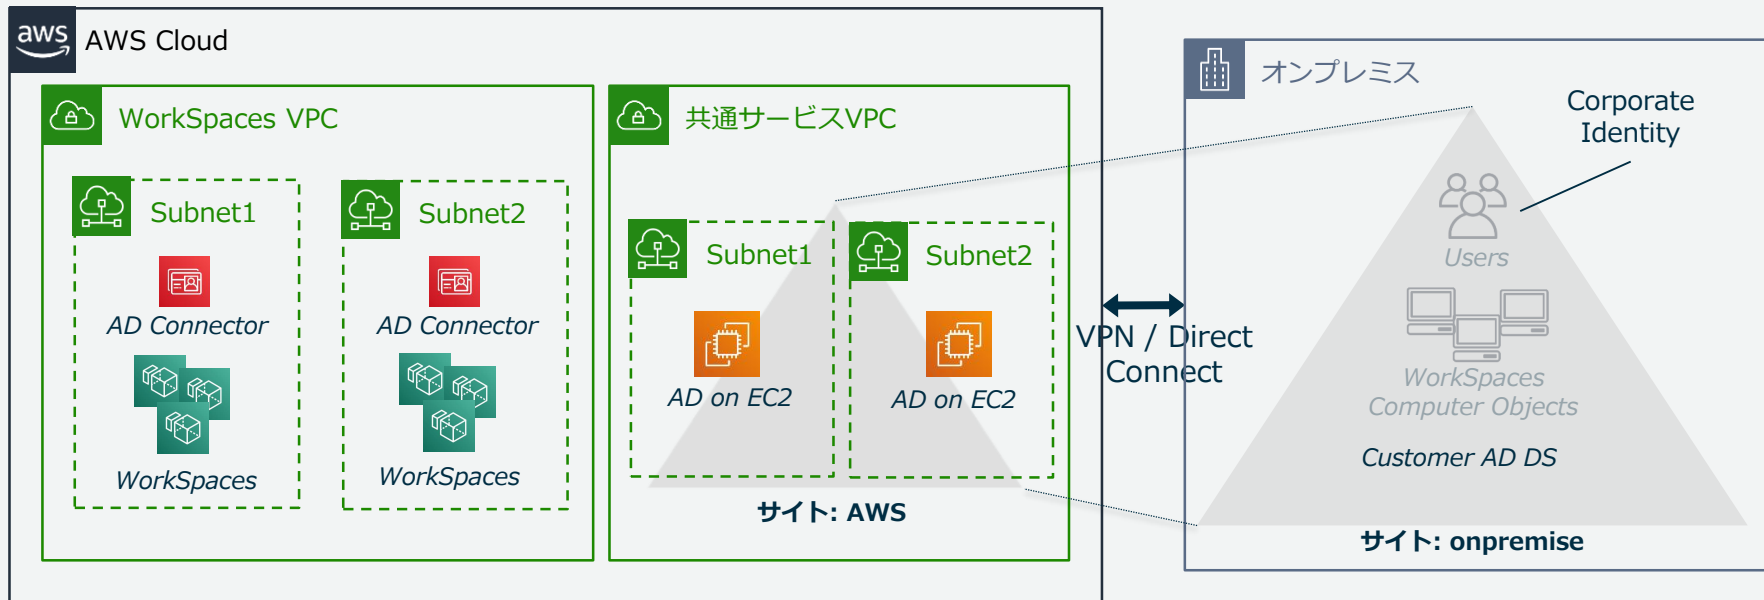 aws
AWS Cloud
WorkSpaces VPC
Subnet1
AD Connector
WorkSpaces
Subnet2
AD Connector
WorkSpaces
共通サービスVPC
Subnet1
AD on EC2
Subnet2
AD on EC2
サイト: AWS
VPN / Direct
Connect
オンプレミス
Corporate
Identity
Users
WorkSpaces
Computer Objects
Customer AD DS
サイト: onpremise